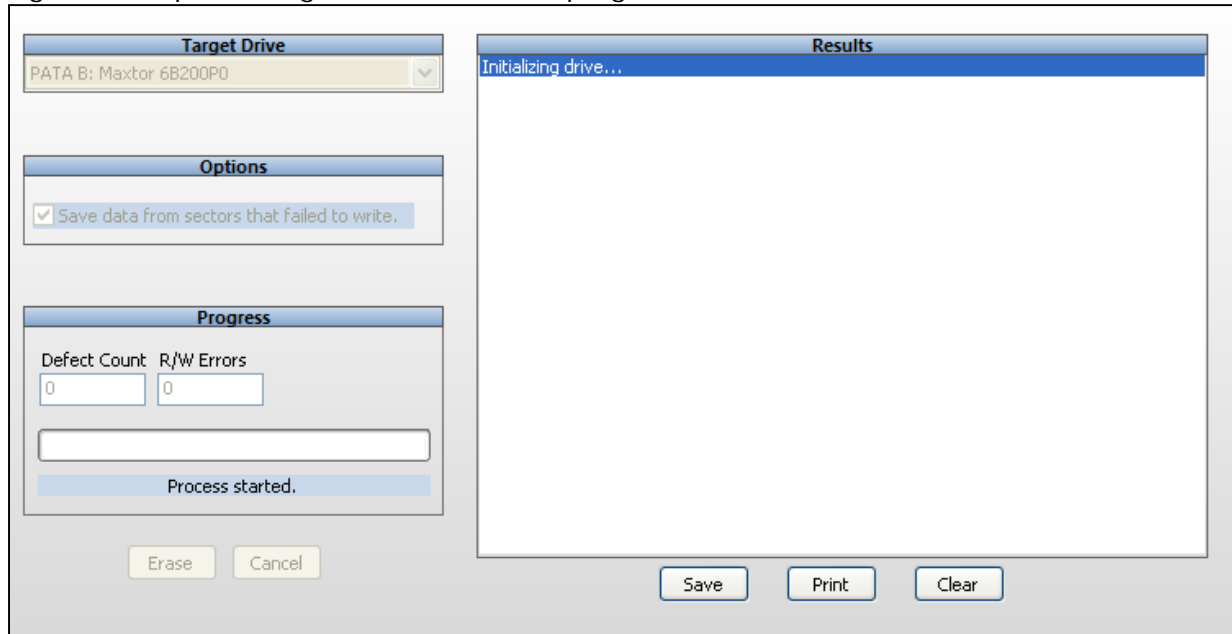 Target Drive
PATA B: Maxtor 6B200P0
Options
Save data from sectors that failed to write.
Progress
Defect Count R/W Errors
0 0
Process started.
Erase Cancel
Results
Initializing drive...
Save Print Clear